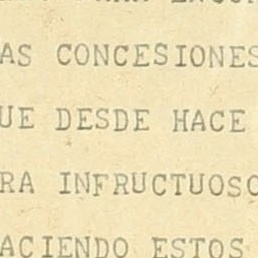 AS CONCESIONES
UE DESDE HACE
RA INFRUCTUOSO
ACIENDO ESTOS